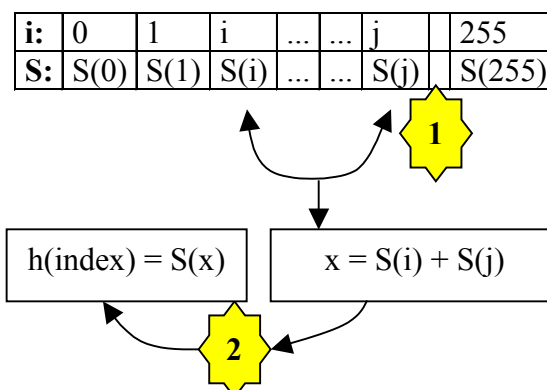 i: 0 1 i ... ... j 255
S: S(0) S(1) S(i) ... ... S(j) S(255)
1
h(index) = S(x)
x = S(i) + S(j)
2